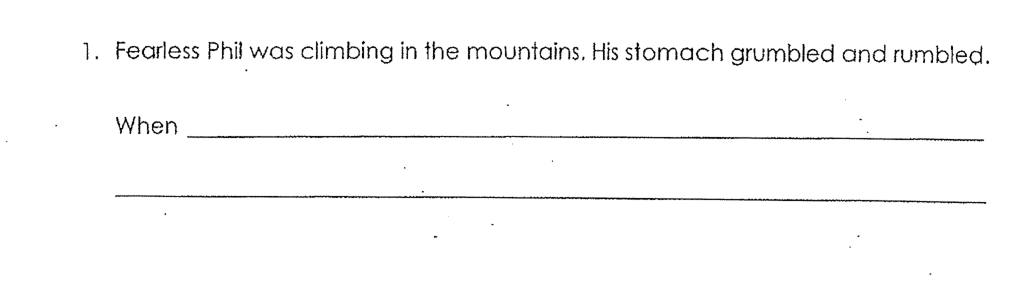 1. Fearless Phil was climbing in the mountains. His stomach grumbled and rumbled.
When